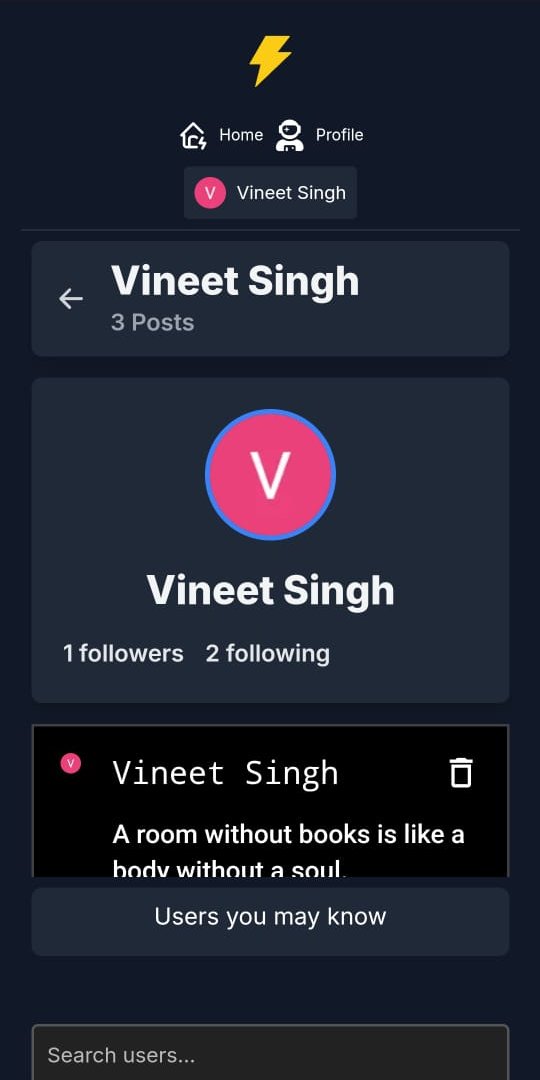 Home Profile
V Vineet Singh
Vineet Singh
3 Posts
V
Vineet Singh
1 followers 2 following
V Vineet Singh
A room without books is like a
body without a soul.
Users you may know
Search users...